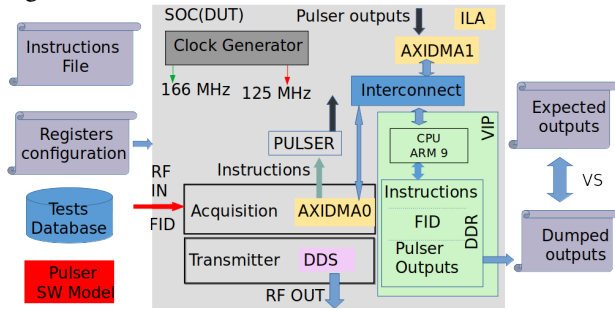 Instructions
File
Registers
configuration
Tests
Database
Pulser
SW Model
SOC(DUT)
Clock Generator
166 MHz
125 MHz
Pulser outputs
ILA
AXIDMA1
Interconnect
VIP
CPU
ARM 9
PULSER
Instructions
RF
IN
FID
Acquisition
AXIDMA0
Transmitter
DDS
RF OUT
Instructions
FID
Pulser
Outputs
DDR
Expected
outputs
VS
Dumped
outputs